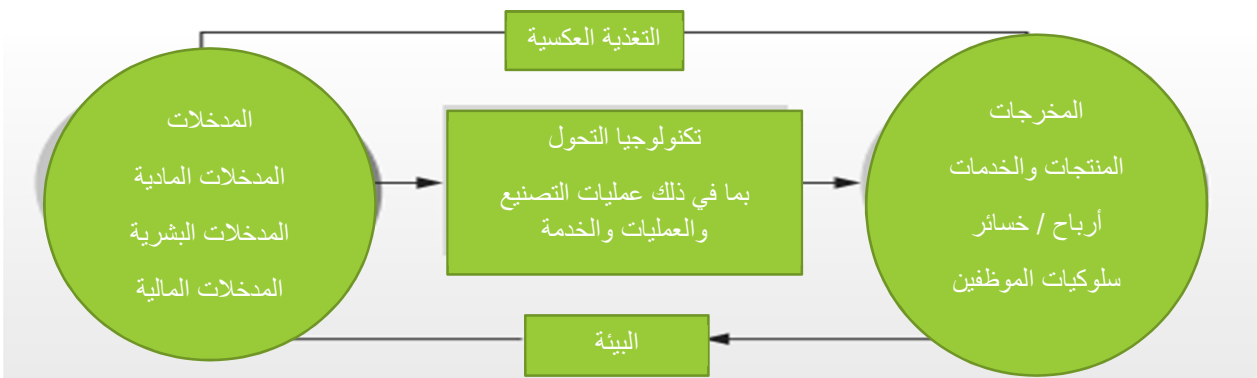 التغذية العكسية
المدخلات
المدخلات المادية
المدخلات البشرية
المدخلات المالية
تكنولوجيا التحول
بما في ذلك عمليات التصنيع
والعمليات والخدمة
المخرجات
المنتجات والخدمات
أرباح / خسائر
سلوكيات الموظفين
البيئة